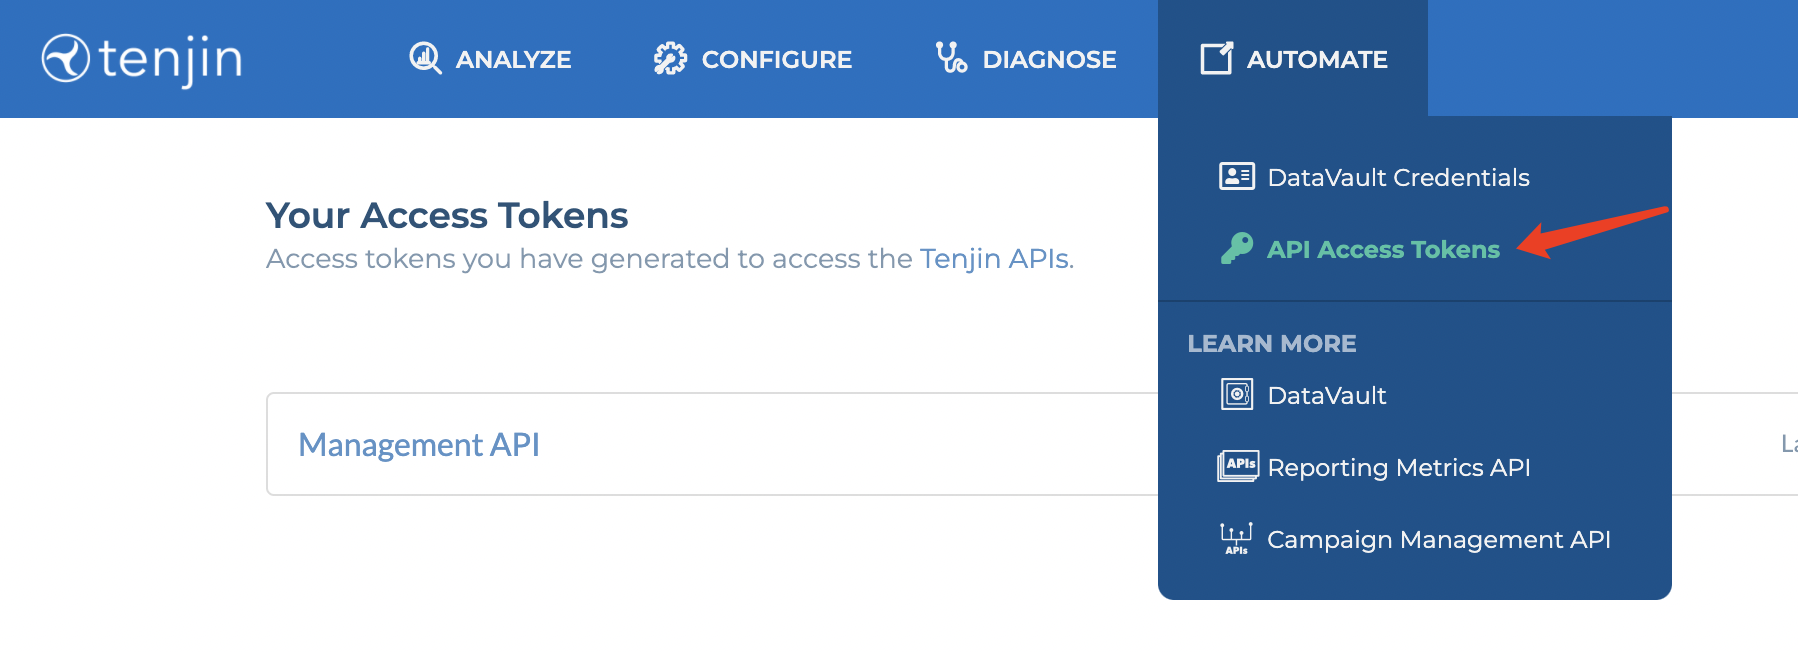 tenjin
ANALYZE
CONFIGURE
DIAGNOSE
AUTOMATE
DataVault Credentials
API Access Tokens
LEARN MORE
DataVault
APIs
Reporting Metrics API
APIs
Campaign Management API
Your Access Tokens
Access tokens you have generated to access the Tenjin APIs.
Management API